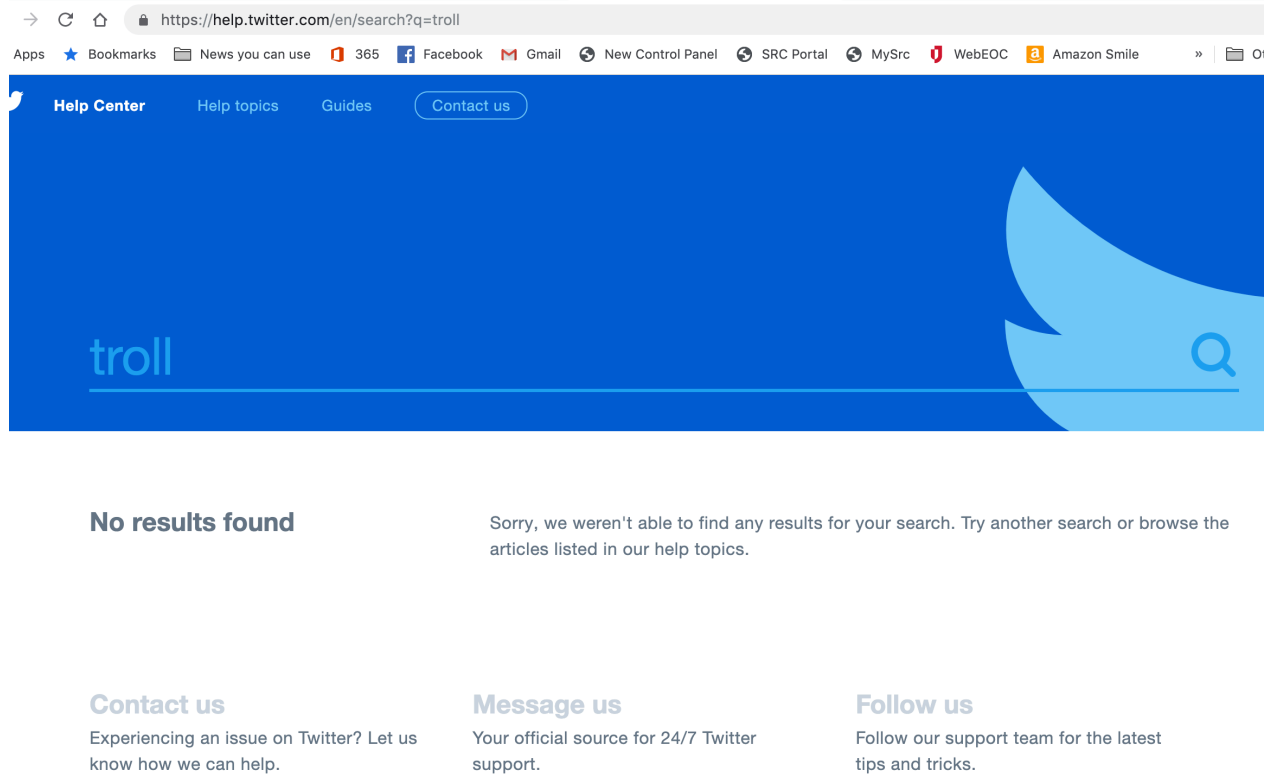 https://help.twitter.com/en/search?q=troll
Apps Bookmarks News you can use 365 Facebook Gmail New Control Panel SRC Portal MySrc WebEOC Amazon Smile »
Help Center Help topics Guides Contact us
troll
No results found
Sorry, we weren't able to find any results for your search. Try another search or browse the
articles listed in our help topics.
Contact us Message us Follow us
Experiencing an issue on Twitter? Let us Your official source for 24/7 Twitter Follow our support team for the latest
know how we can help. support. tips and tricks.